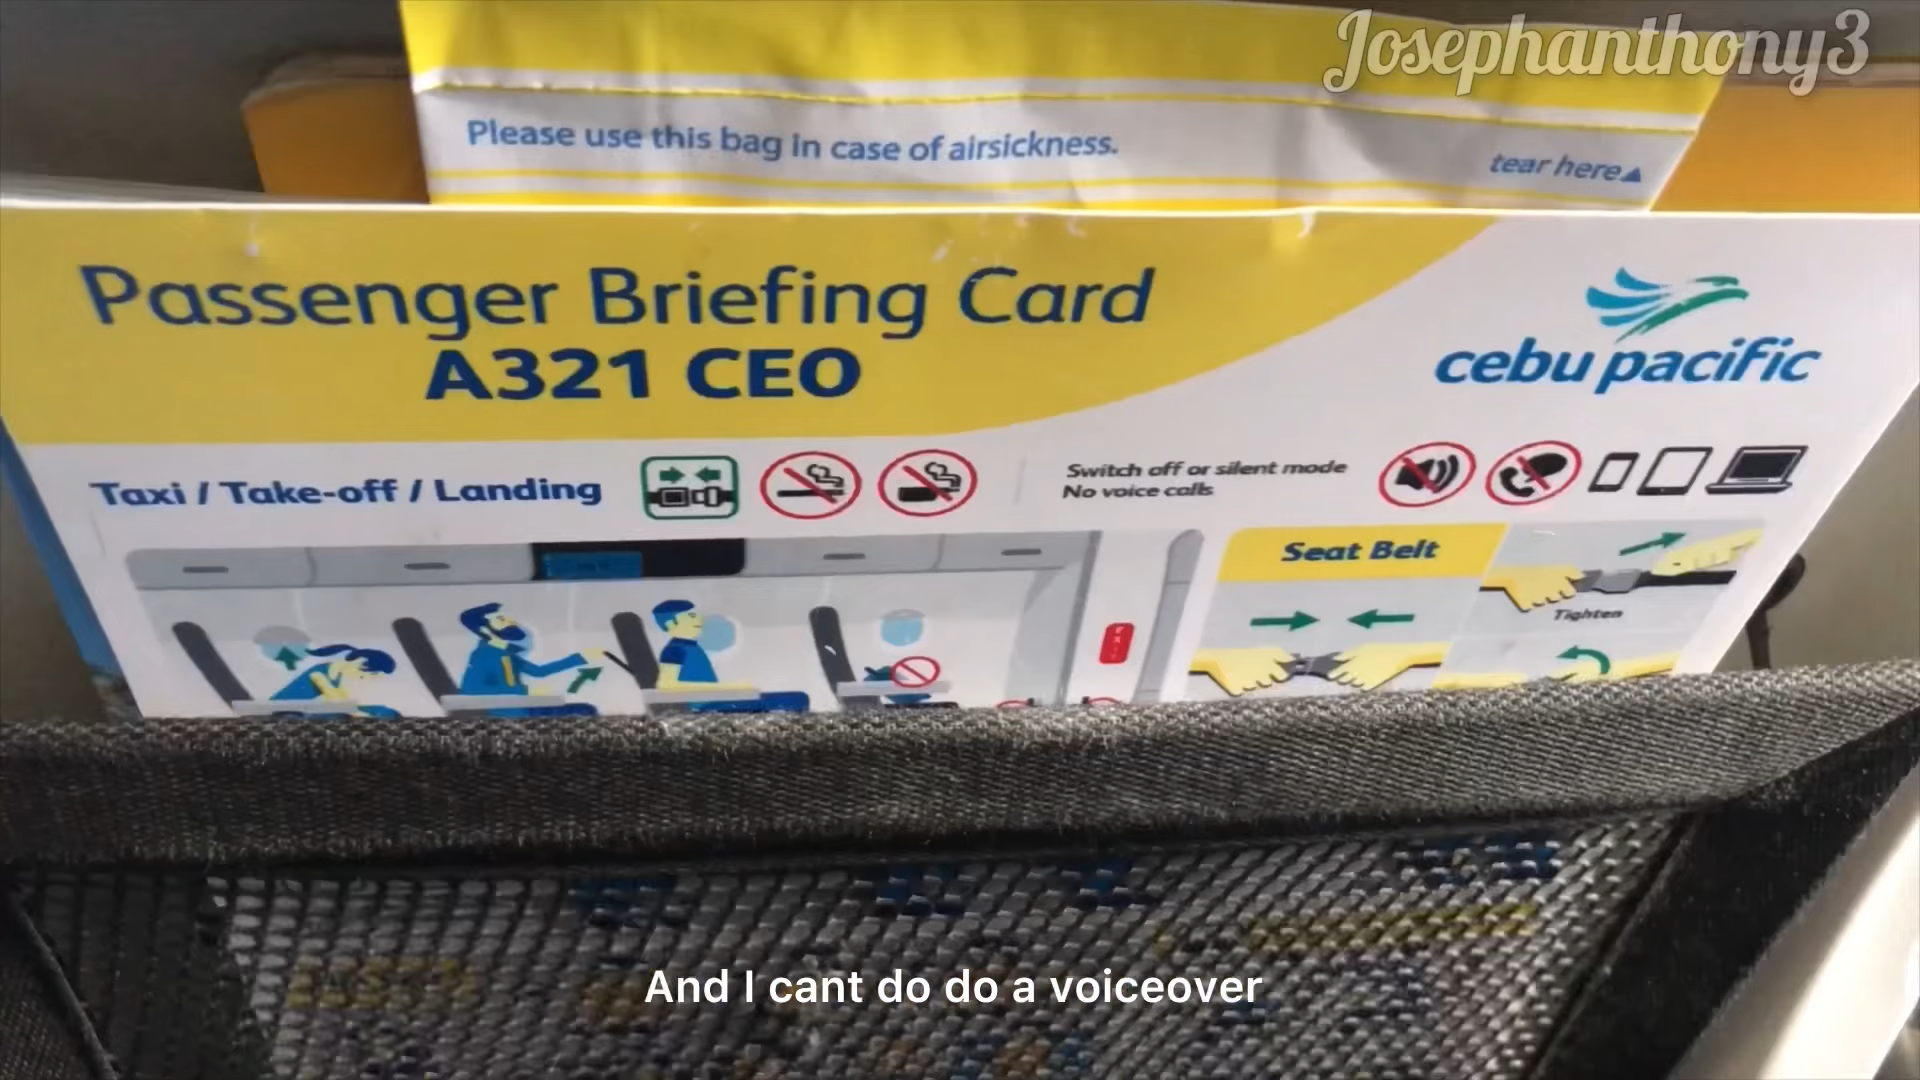 Josephanthony3
Please use this bag in case of airsickness.
tear here▲
Passenger Briefing Card
A321 CEO
cebu pacific
Taxi / Take-off / Landing
Switch off or silent mode
No voice calls
Seat Belt
Tighten
EXIT
And I cant do do a voiceover